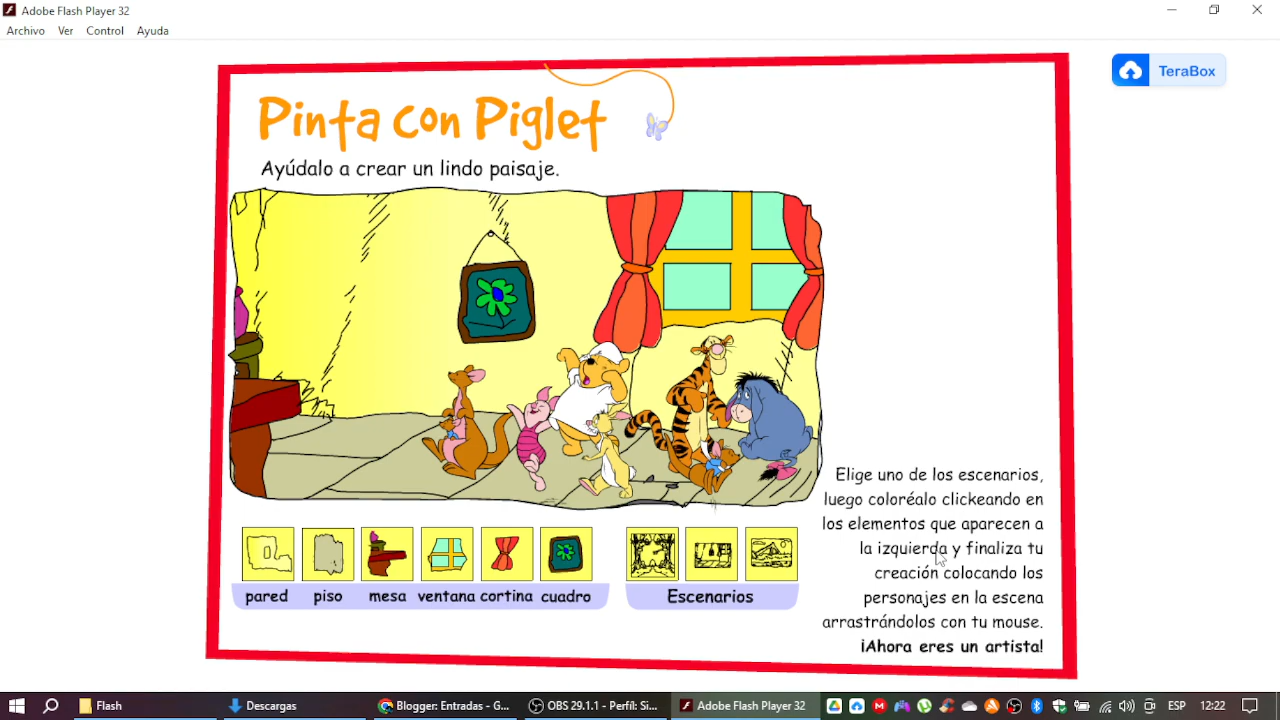 Adobe Flash Player 32
Archivo Ver Control Ayuda
TeraBox
Pinta con Piglet
Ayúdalo a crear un lindo paisaje.
Elige uno de los escenarios,
luego coloréalo clickeando en
los elementos que aparecen a
la izquierda y finaliza tu
creación colocando los
personajes en la escena
arrastrándolos con tu mouse.
¡Ahora eres un artista!
pared piso mesa ventana cortina cuadro
Escenarios
Flash
Descargas
Blogger: Entradas - G...
OBS 29.1.1 - Perfil: Si...
Adobe Flash Player 32
ESP
12:22